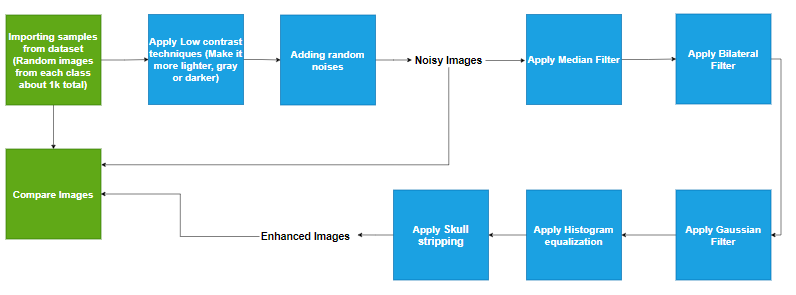 Importing samples
from dataset
(Random images
from each class
about 1k total)
Apply Low contrast
techniques (Make it
more lighter, gray
or darker)
Adding random
noises
Noisy Images
Apply Median Filter
Apply Bilateral
Filter
Compare Images
Enhanced Images
Apply Skull
stripping
Apply Histogram
equalization
Apply Gaussian
Filter